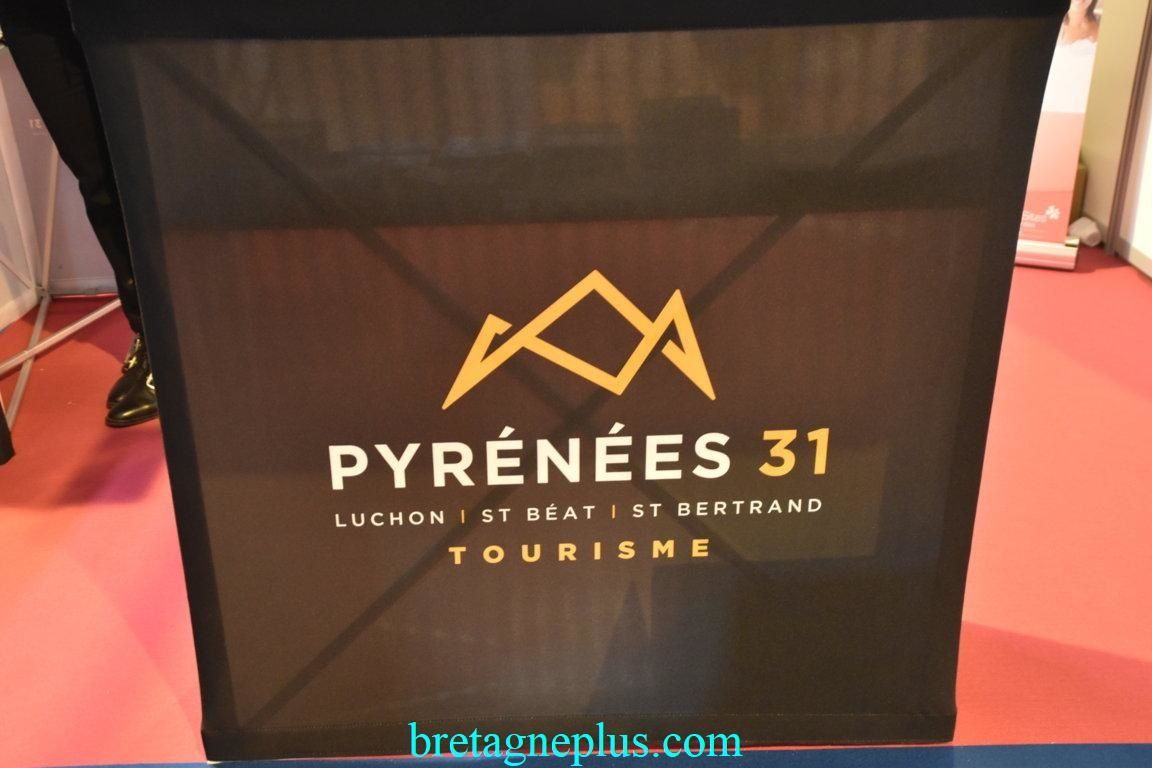 PYRÉNÉES 31
LUCHON | ST BÉAT | ST BERTRAND
TOURISME
bretagneplus.com